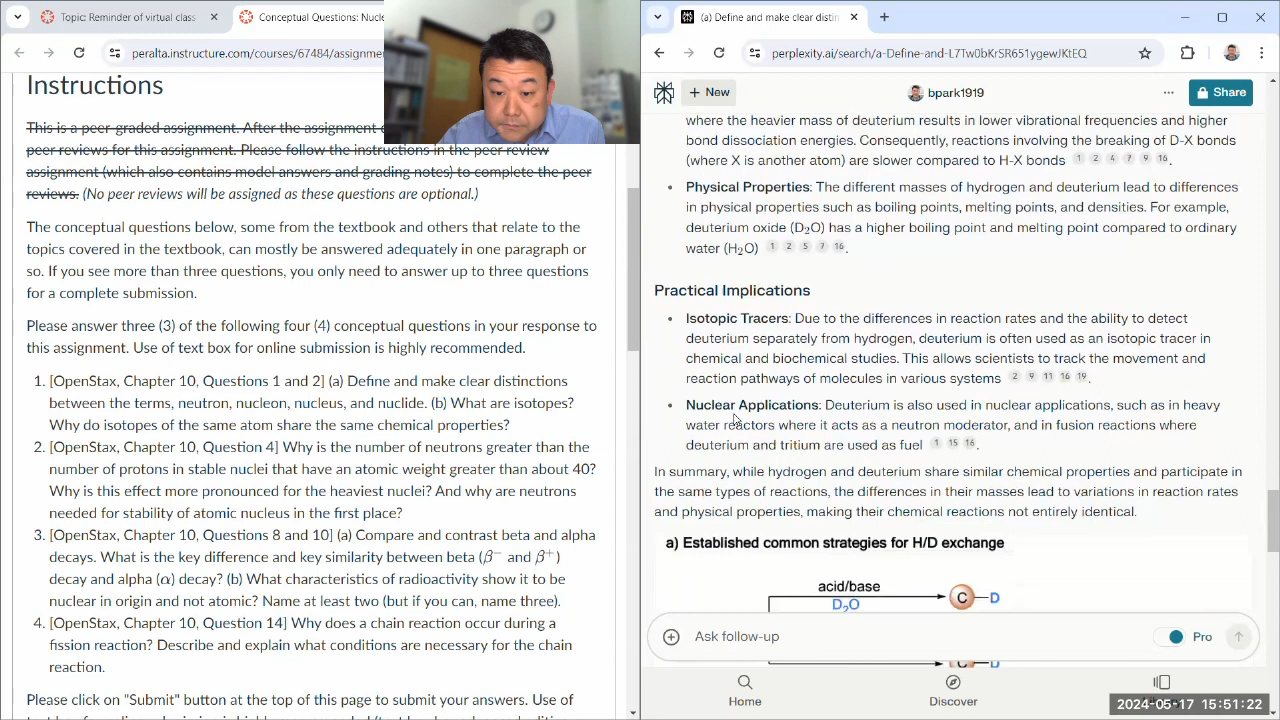 Topic: Reminder of virtual class
Conceptual Questions: Nucle
peralta.instructure.com/courses/67484/assignme
Instructions
This is a peer-graded assignment. After the assignment
peer reviews for this assignment. Please follow the instructions in the peer review
assignment (which also contains model answers and grading notes) to complete the peer
reviews. (No peer reviews will be assigned as these questions are optional.)
The conceptual questions below, some from the textbook and others that relate to the
topics covered in the textbook, can mostly be answered adequately in one paragraph or
so. If you see more than three questions, you only need to answer up to three questions
for a complete submission.
Please answer three (3) of the following four (4) conceptual questions in your response to
this assignment. Use of text box for online submission is highly recommended.
1. [OpenStax, Chapter 10, Questions 1 and 2] (a) Define and make clear distinctions
between the terms, neutron, nucleon, nucleus, and nuclide. (b) What are isotopes?
Why do isotopes of the same atom share the same chemical properties?
2. [OpenStax, Chapter 10, Question 4] Why is the number of neutrons greater than the
number of protons in stable nuclei that have an atomic weight greater than about 40?
Why is this effect more pronounced for the heaviest nuclei? And why are neutrons
needed for stability of atomic nucleus in the first place?
3. [OpenStax, Chapter 10, Questions 8 and 10] (a) Compare and contrast beta and alpha
decays. What is the key difference and key similarity between beta (β⁻ and β⁺)
decay and alpha (α) decay? (b) What characteristics of radioactivity show it to be
nuclear in origin and not atomic? Name at least two (but if you can, name three).
4. [OpenStax, Chapter 10, Question 14] Why does a chain reaction occur during a
fission reaction? Describe and explain what conditions are necessary for the chain
reaction.
Please click on "Submit" button at the top of this page to submit your answers. Use of
(a) Define and make clear distin
perplexity.ai/search/a-Define-and-L7Tw0bKrSR651ygewJKtEQ
New
bpark1919
Share
where the heavier mass of deuterium results in lower vibrational frequencies and higher
bond dissociation energies. Consequently, reactions involving the breaking of D-X bonds
(where X is another atom) are slower compared to H-X bonds 1 2 4 7 9 16 .
• Physical Properties: The different masses of hydrogen and deuterium lead to differences
in physical properties such as boiling points, melting points, and densities. For example,
deuterium oxide (D₂O) has a higher boiling point and melting point compared to ordinary
water (H₂O) 1 2 5 7 16 .
Practical Implications
• Isotopic Tracers: Due to the differences in reaction rates and the ability to detect
deuterium separately from hydrogen, deuterium is often used as an isotopic tracer in
chemical and biochemical studies. This allows scientists to track the movement and
reaction pathways of molecules in various systems 2 9 11 16 19 .
• Nuclear Applications: Deuterium is also used in nuclear applications, such as in heavy
water reactors where it acts as a neutron moderator, and in fusion reactions where
deuterium and tritium are used as fuel 1 15 16 .
In summary, while hydrogen and deuterium share similar chemical properties and participate in
the same types of reactions, the differences in their masses lead to variations in reaction rates
and physical properties, making their chemical reactions not entirely identical.
a) Established common strategies for H/D exchange
acid/base
D₂O
C D
Ask follow-up
Pro
C D
Home
Discover
2024-05-17 15:51:22